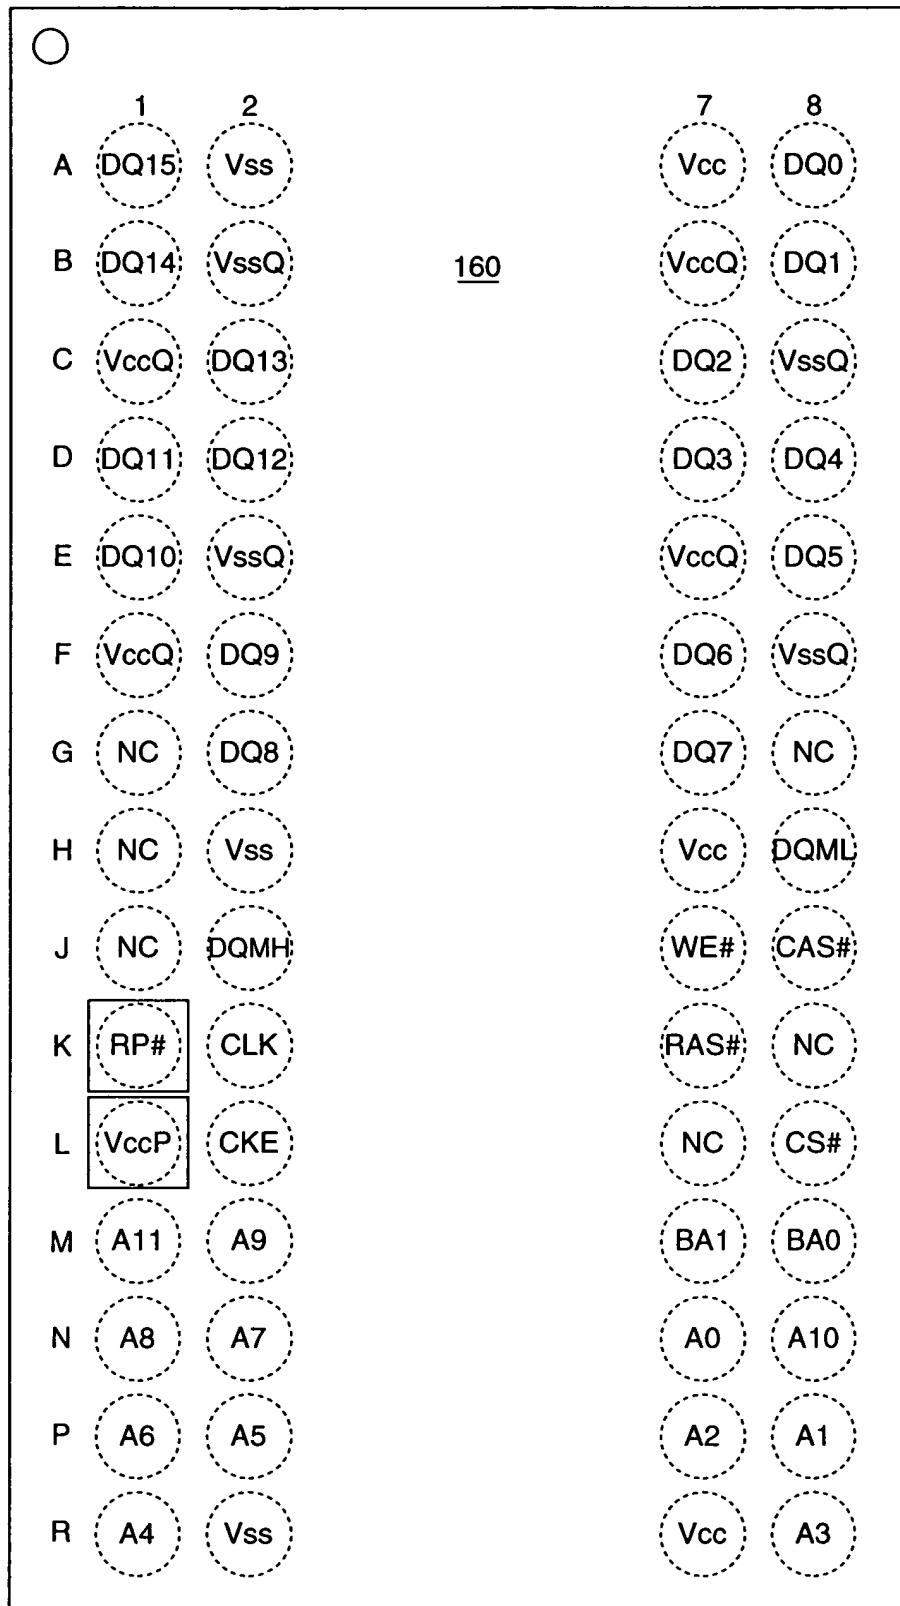 1 2 7 8
A DQ15 Vss Vcc DQ0
B DQ14 VssQ 160 VccQ DQ1
C VccQ DQ13 DQ2 VssQ
D DQ11 DQ12 DQ3 DQ4
E DQ10 VssQ VccQ DQ5
F VccQ DQ9 DQ6 VssQ
G NC DQ8 DQ7 NC
H NC Vss Vcc DQML
J NC DQMH WE# CAS#
K RP# CLK RAS# NC
L VccP CKE NC CS#
M A11 A9 BA1 BA0
N A8 A7 A0 A10
P A6 A5 A2 A1
R A4 Vss Vcc A3